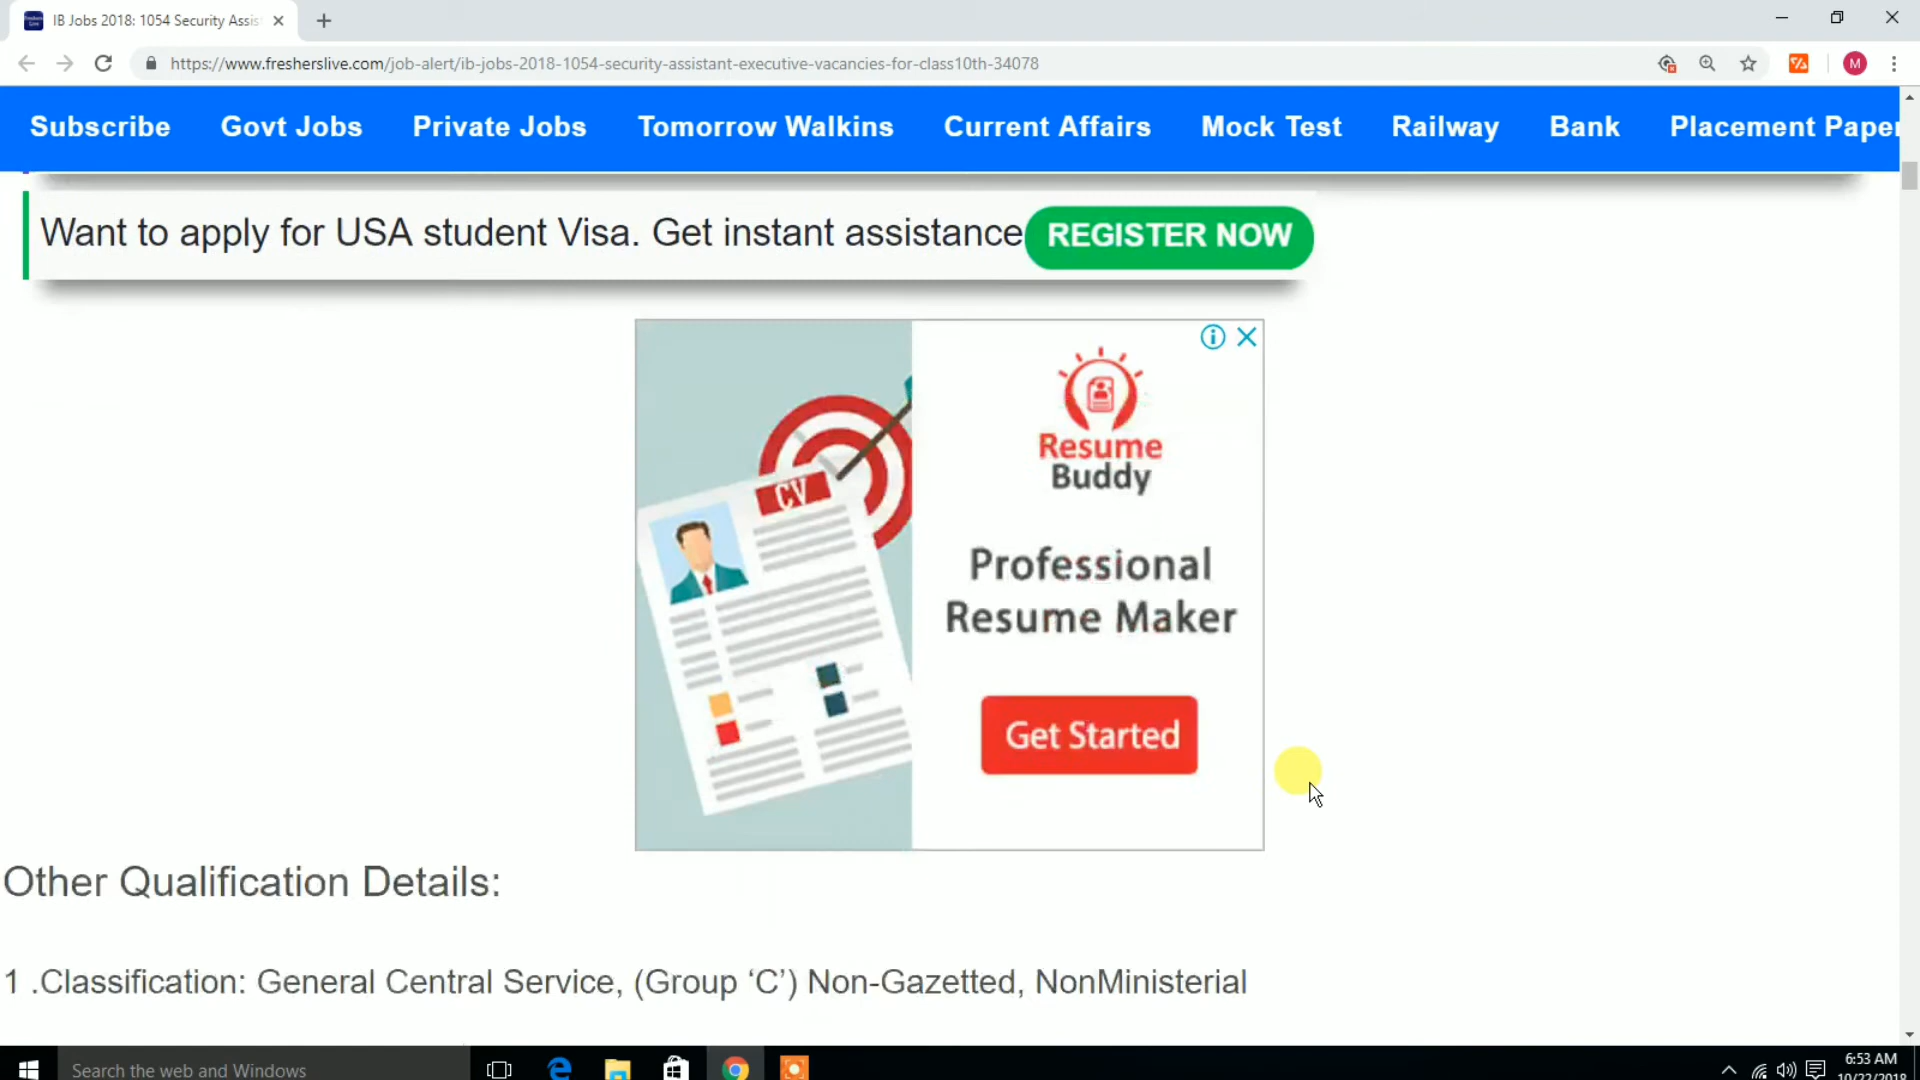 IB Jobs 2018: 1054 Security Assis
https://www.fresherslive.com/job-alert/ib-jobs-2018-1054-security-assistant-executive-vacancies-for-class10th-34078
M
Subscribe Govt Jobs Private Jobs Tomorrow Walkins Current Affairs Mock Test Railway Bank Placement Paper
Want to apply for USA student Visa. Get instant assistance REGISTER NOW
CV
Resume
Buddy
Professional
Resume Maker
Get Started
Other Qualification Details:
1 .Classification: General Central Service, (Group ‘C’) Non-Gazetted, NonMinisterial
Search the web and Windows
6:53 AM
10/22/2018